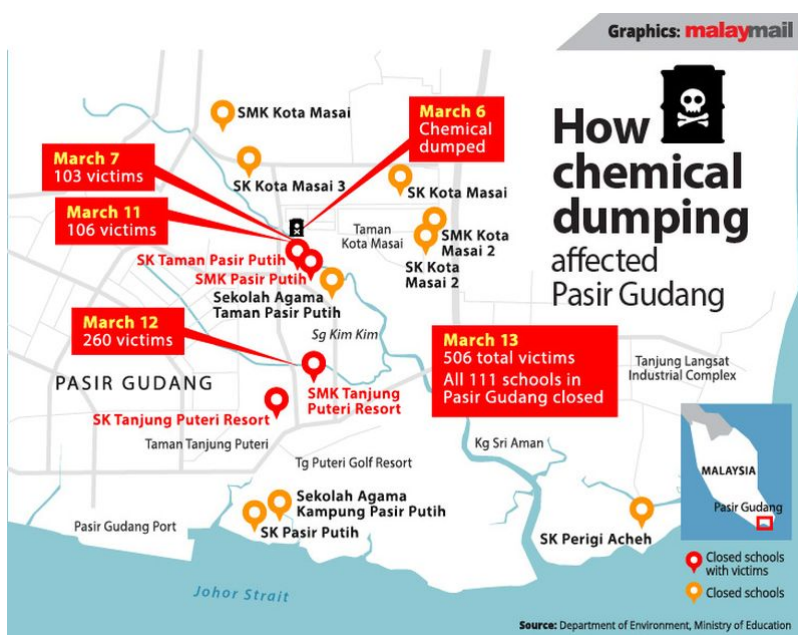 Graphics: malaymail
How
chemical
dumping
affected
Pasir Gudang
March 6
Chemical
dumped
SMK Kota Masai
March 7
103 victims
SK Kota Masai 3
SK Kota Masai
March 11
106 victims
Taman
Kota Masai
SMK Kota
Masai 2
SK Kota
Masai 2
SK Taman Pasir Putih
SMK Pasir Putih
Sekolah Agama
Taman Pasir Putih
Sg Kim Kim
March 12
260 victims
March 13
506 total victims
All 111 schools in
Pasir Gudang closed
Tanjung Langsat
Industrial Complex
PASIR GUDANG
SMK Tanjung
Puteri Resort
SK Tanjung Puteri Resort
Taman Tanjung Puteri
Kg Sri Aman
Tg Puteri Golf Resort
MALAYSIA
Pasir Gudang
Sekolah Agama
Kampung Pasir Putih
SK Pasir Putih
Pasir Gudang Port
SK Perigi Acheh
Closed schools
with victims
Closed schools
Johor Strait
Source: Department of Environment, Ministry of Education